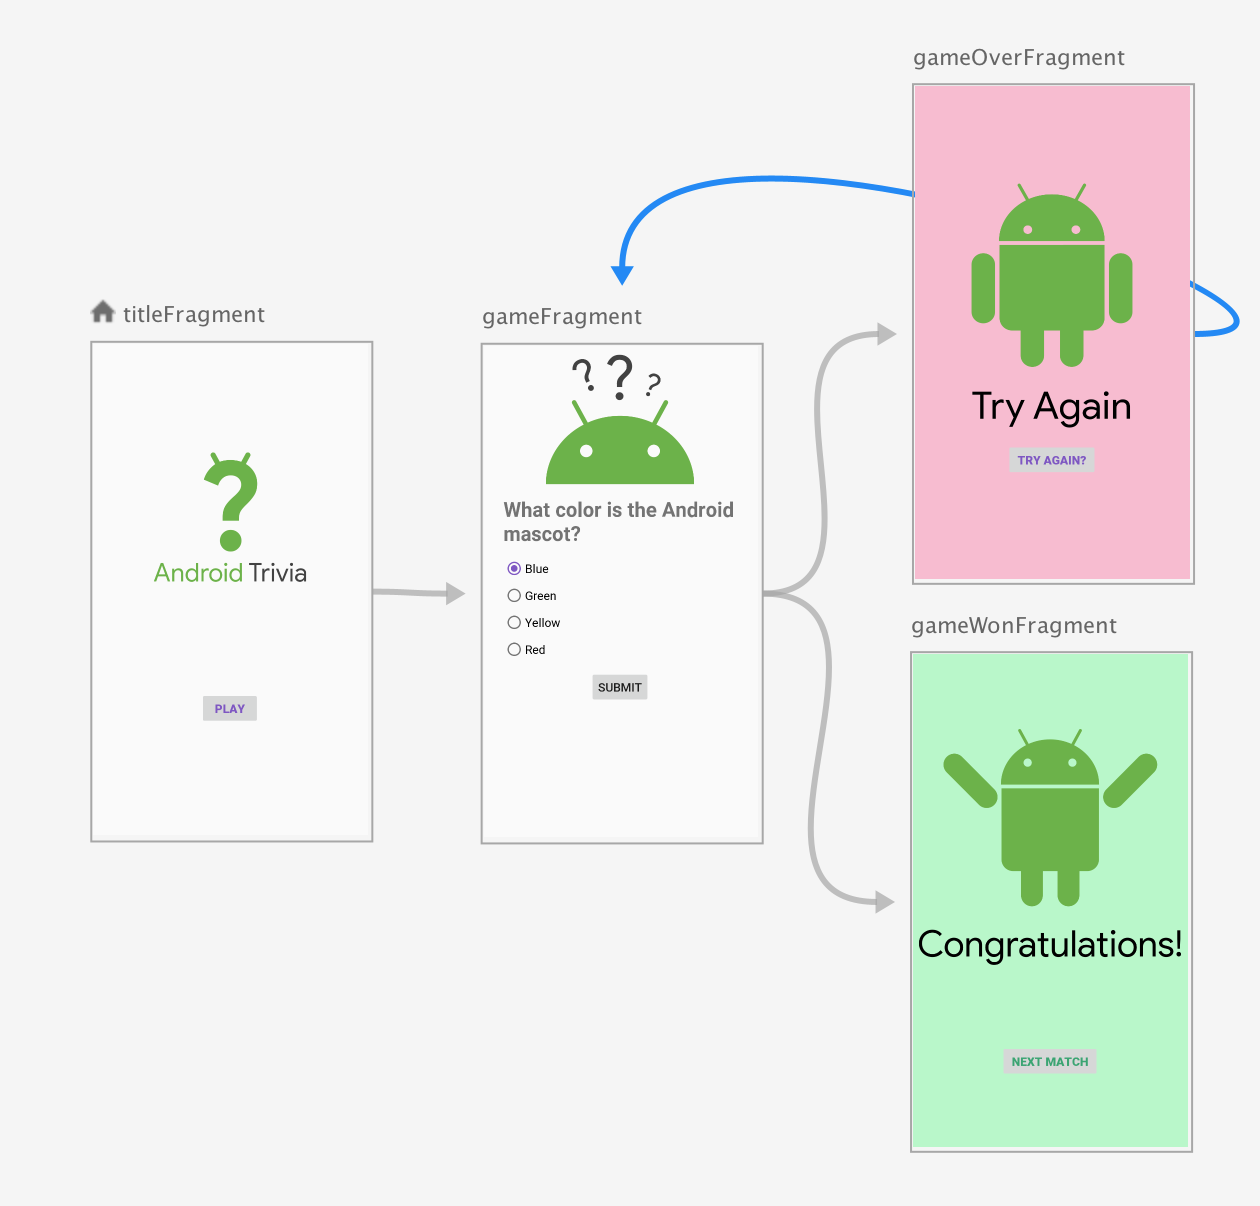 titleFragment
Android Trivia
PLAY
gameFragment
? ? ?
What color is the Android
mascot?
Blue
Green
Yellow
Red
SUBMIT
gameOverFragment
Try Again
TRY AGAIN?
gameWonFragment
Congratulations!
NEXT MATCH